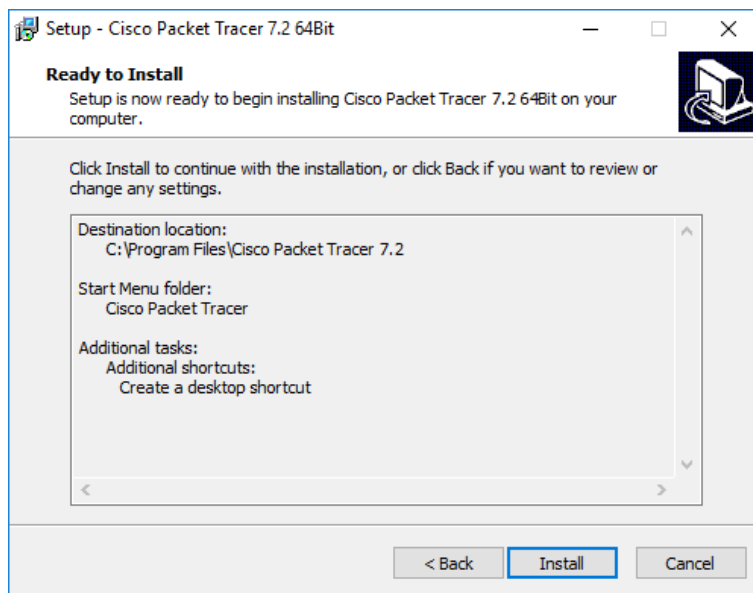 Setup - Cisco Packet Tracer 7.2 64Bit
Ready to Install
Setup is now ready to begin installing Cisco Packet Tracer 7.2 64Bit on your
computer.
Click Install to continue with the installation, or click Back if you want to review or
change any settings.
Destination location:
C:\Program Files\Cisco Packet Tracer 7.2
Start Menu folder:
Cisco Packet Tracer
Additional tasks:
Additional shortcuts:
Create a desktop shortcut
< Back
Install
Cancel